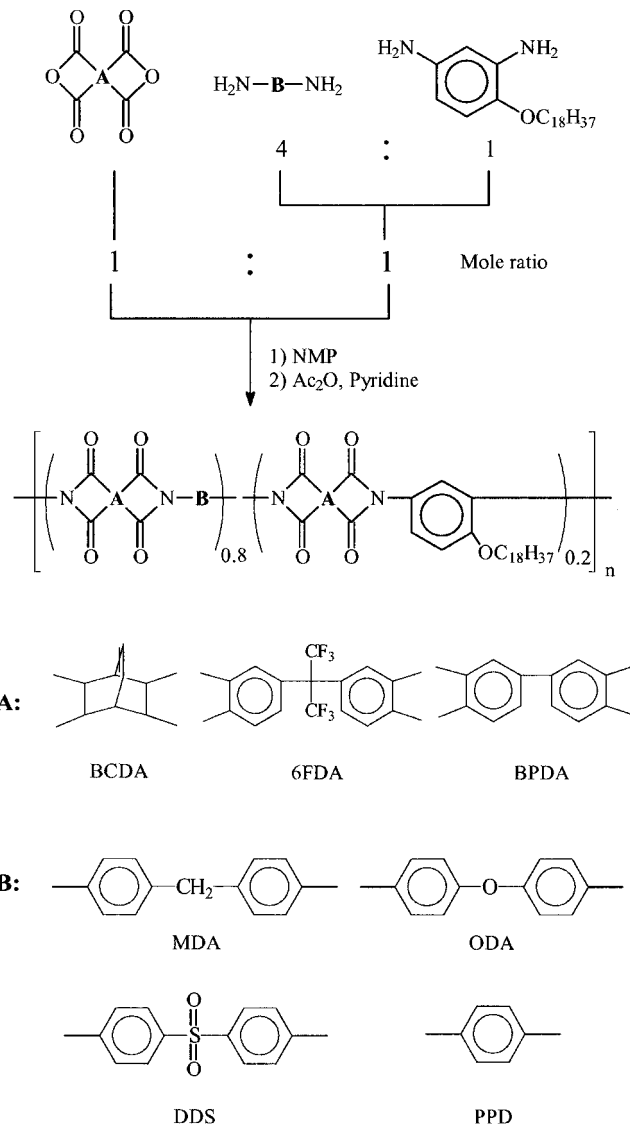 O O O O
O A O
O O O O
H₂N–B–NH₂
H₂N NH₂
OC₁₈H₃₇
4 : 1
1 : 1 Mole ratio
1) NMP
2) Ac₂O, Pyridine
O O O O
N A N B N A N
O O O O OC₁₈H₃₇
0.8 0.2 n
A:
CF₃
CF₃
BCDA 6FDA BPDA
B:
CH₂ O
MDA ODA
O
S
O
DDS PPD